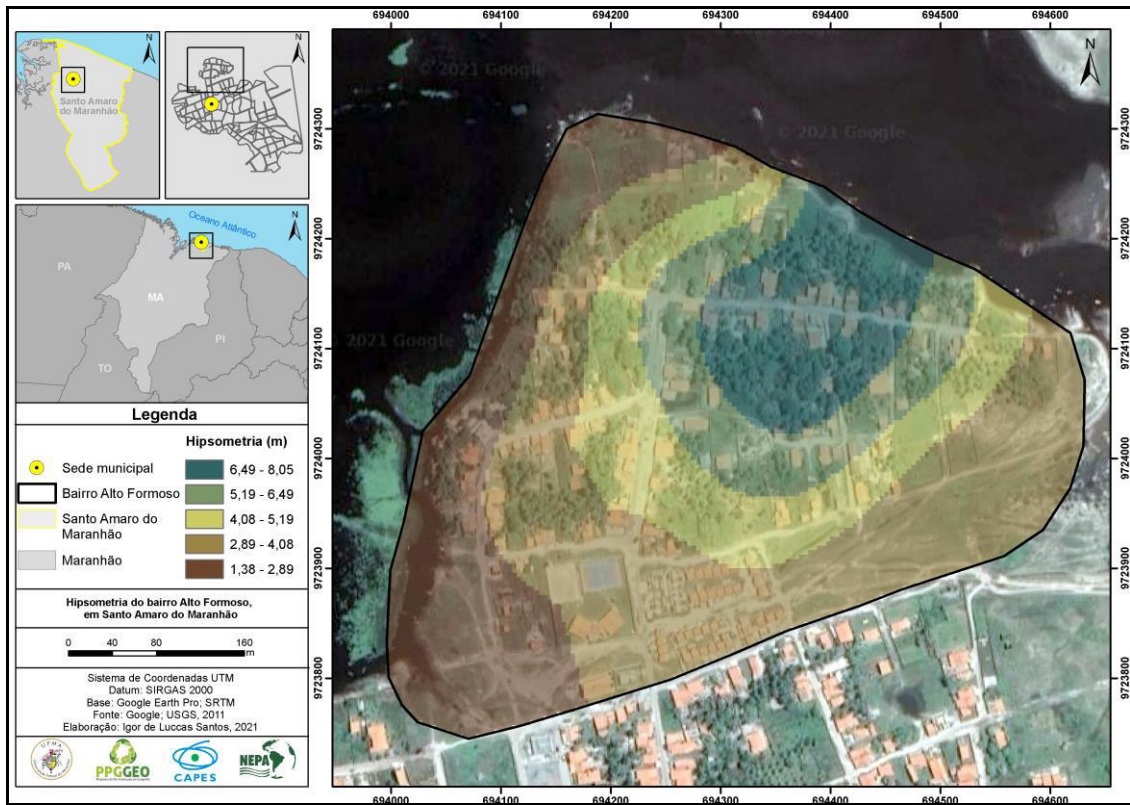 694000 694100 694200 694300 694400 694500 694600
N
Santo Amaro
do Maranhão
N
Oceano
Atlântico
N
PA
MA
PI
TO
Legenda
Hipsometria (m)
Sede municipal
Bairro Alto Formoso
Santo Amaro do
Maranhão
Maranhão
6,49 - 8,05
5,19 - 6,49
4,08 - 5,19
2,89 - 4,08
1,38 - 2,89
Hipsometria do bairro Alto Formoso,
em Santo Amaro do Maranhão
0 40 80 160
m
Sistema de Coordenadas UTM
Datum: SIRGAS 2000
Base: Google Earth Pro; SRTM
Fonte: Google; USGS, 2011
Elaboração: Igor de Luccas Santos, 2021
UFMA
PPGGEO
CAPES
NEPA
N
© 2021 Google
© 2021 Google
2021 Google
9724300
9724200
9724100
9724000
9723900
9723800
9724300
9724200
9724100
9724000
9723900
9723800
694000 694100 694200 694300 694400 694500 694600